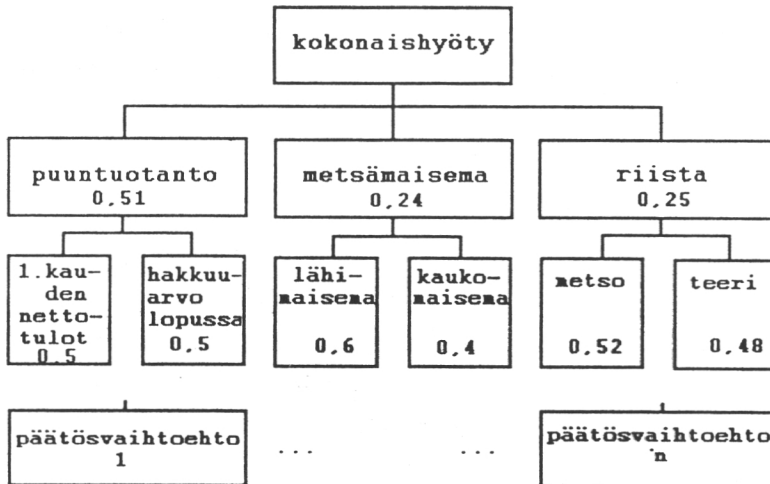 kokonaishyöty
puuntuotanto
0,51
metsämaisema
0,24
riista
0,25
1.kau-
den
netto-
tulot
0,5
hakkuu-
arvo
lopussa
0,5
lähi-
maisema
0,6
kauko-
maisema
0,4
metso
0,52
teeri
0,48
päätösvaihtoehto
1
...
...
päätösvaihtoehto
n